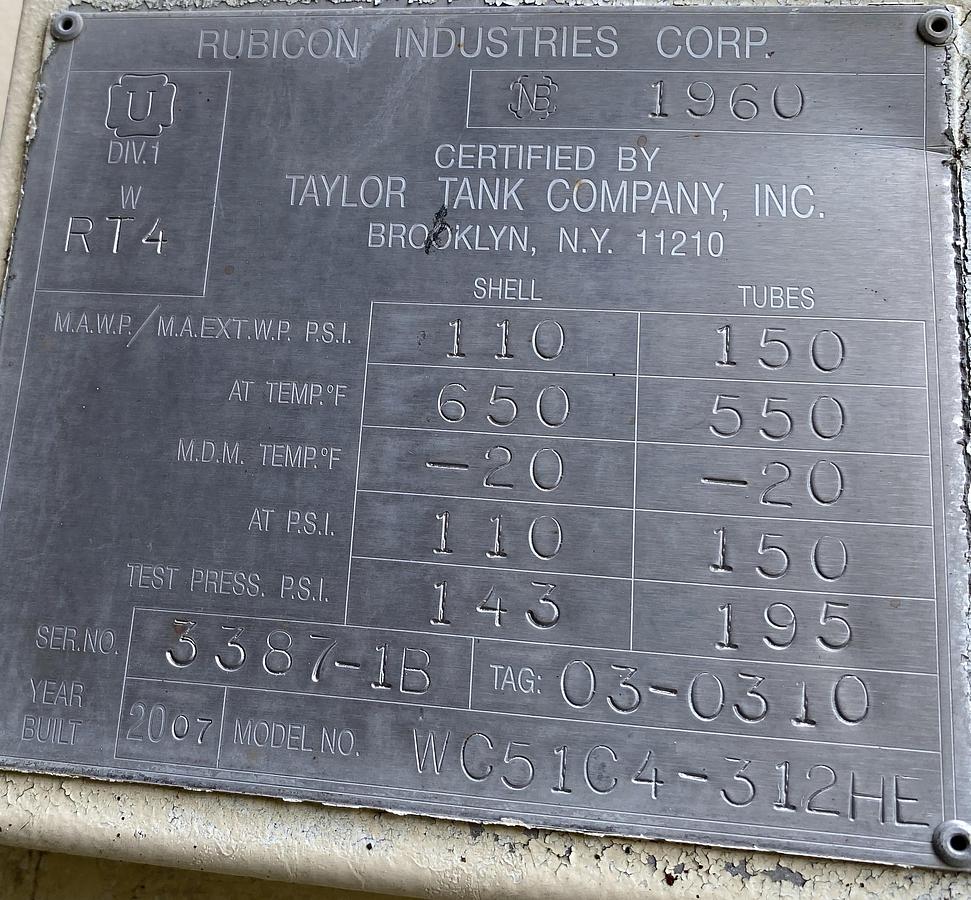 RUBICON INDUSTRIES CORP.
U
NB 1960
DIV.1
W
RT4
CERTIFIED BY
TAYLOR TANK COMPANY, INC.
BROOKLYN, N.Y. 11210
SHELL TUBES
M.A.W.P./M.A.EXT.W.P. P.S.I. 110 150
AT TEMP.°F 650 550
M.D.M. TEMP.°F -20 -20
AT P.S.I. 110 150
TEST PRESS. P.S.I. 143 195
SER.NO. 3387-1B TAG: 03-0310
YEAR BUILT 2007 MODEL NO. WC51C4-312HE